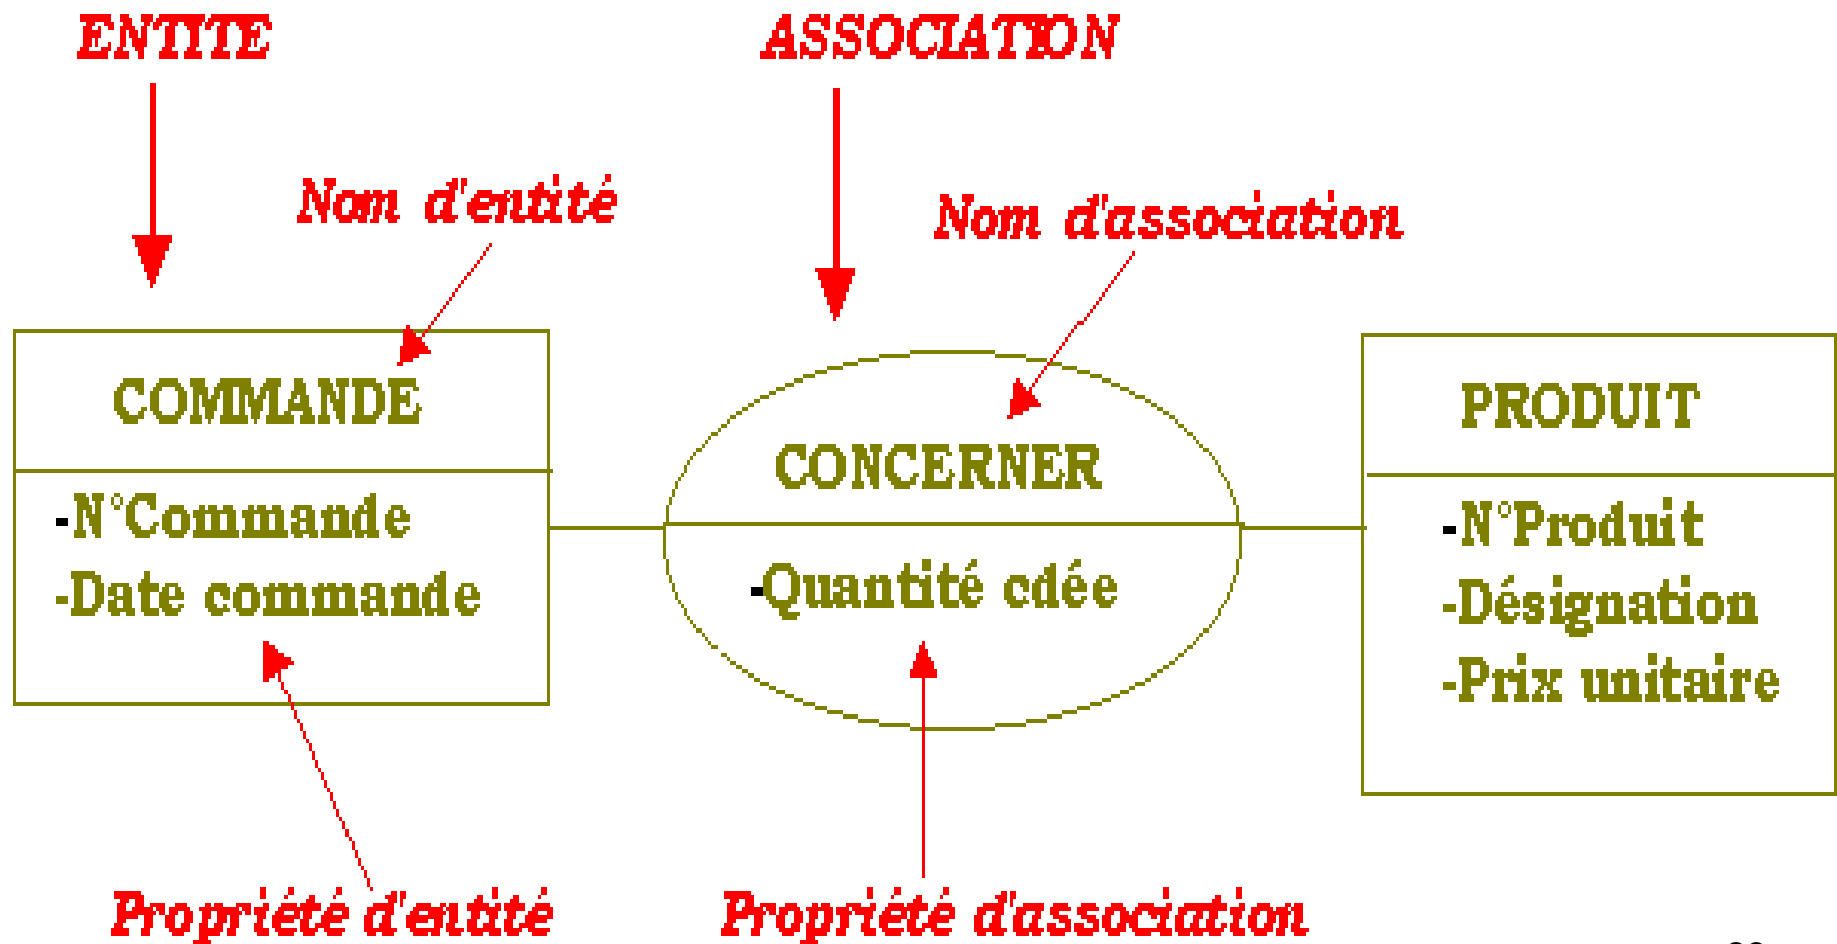 ENTITE
ASSOCIATION
Nom d'entité
Nom d'association
COMMANDE
-N°Commande
-Date commande
CONCERNER
-Quantité cdée
PRODUIT
-N°Produit
-Désignation
-Prix unitaire
Propriété d'entité
Propriété d'association